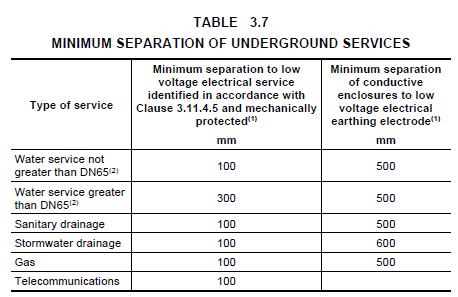 TABLE 3.7
MINIMUM SEPARATION OF UNDERGROUND SERVICES
Type of service
Minimum separation to low
voltage electrical service
identified in accordance with
Clause 3.11.4.5 and mechanically
protected(1)
mm
Minimum separation
of conductive
enclosures to low
voltage electrical
earthing electrode(1)
mm
Water service not
greater than DN65(2)
100
500
Water service greater
than DN65(2)
300
500
Sanitary drainage
100
500
Stormwater drainage
100
600
Gas
100
500
Telecommunications
100